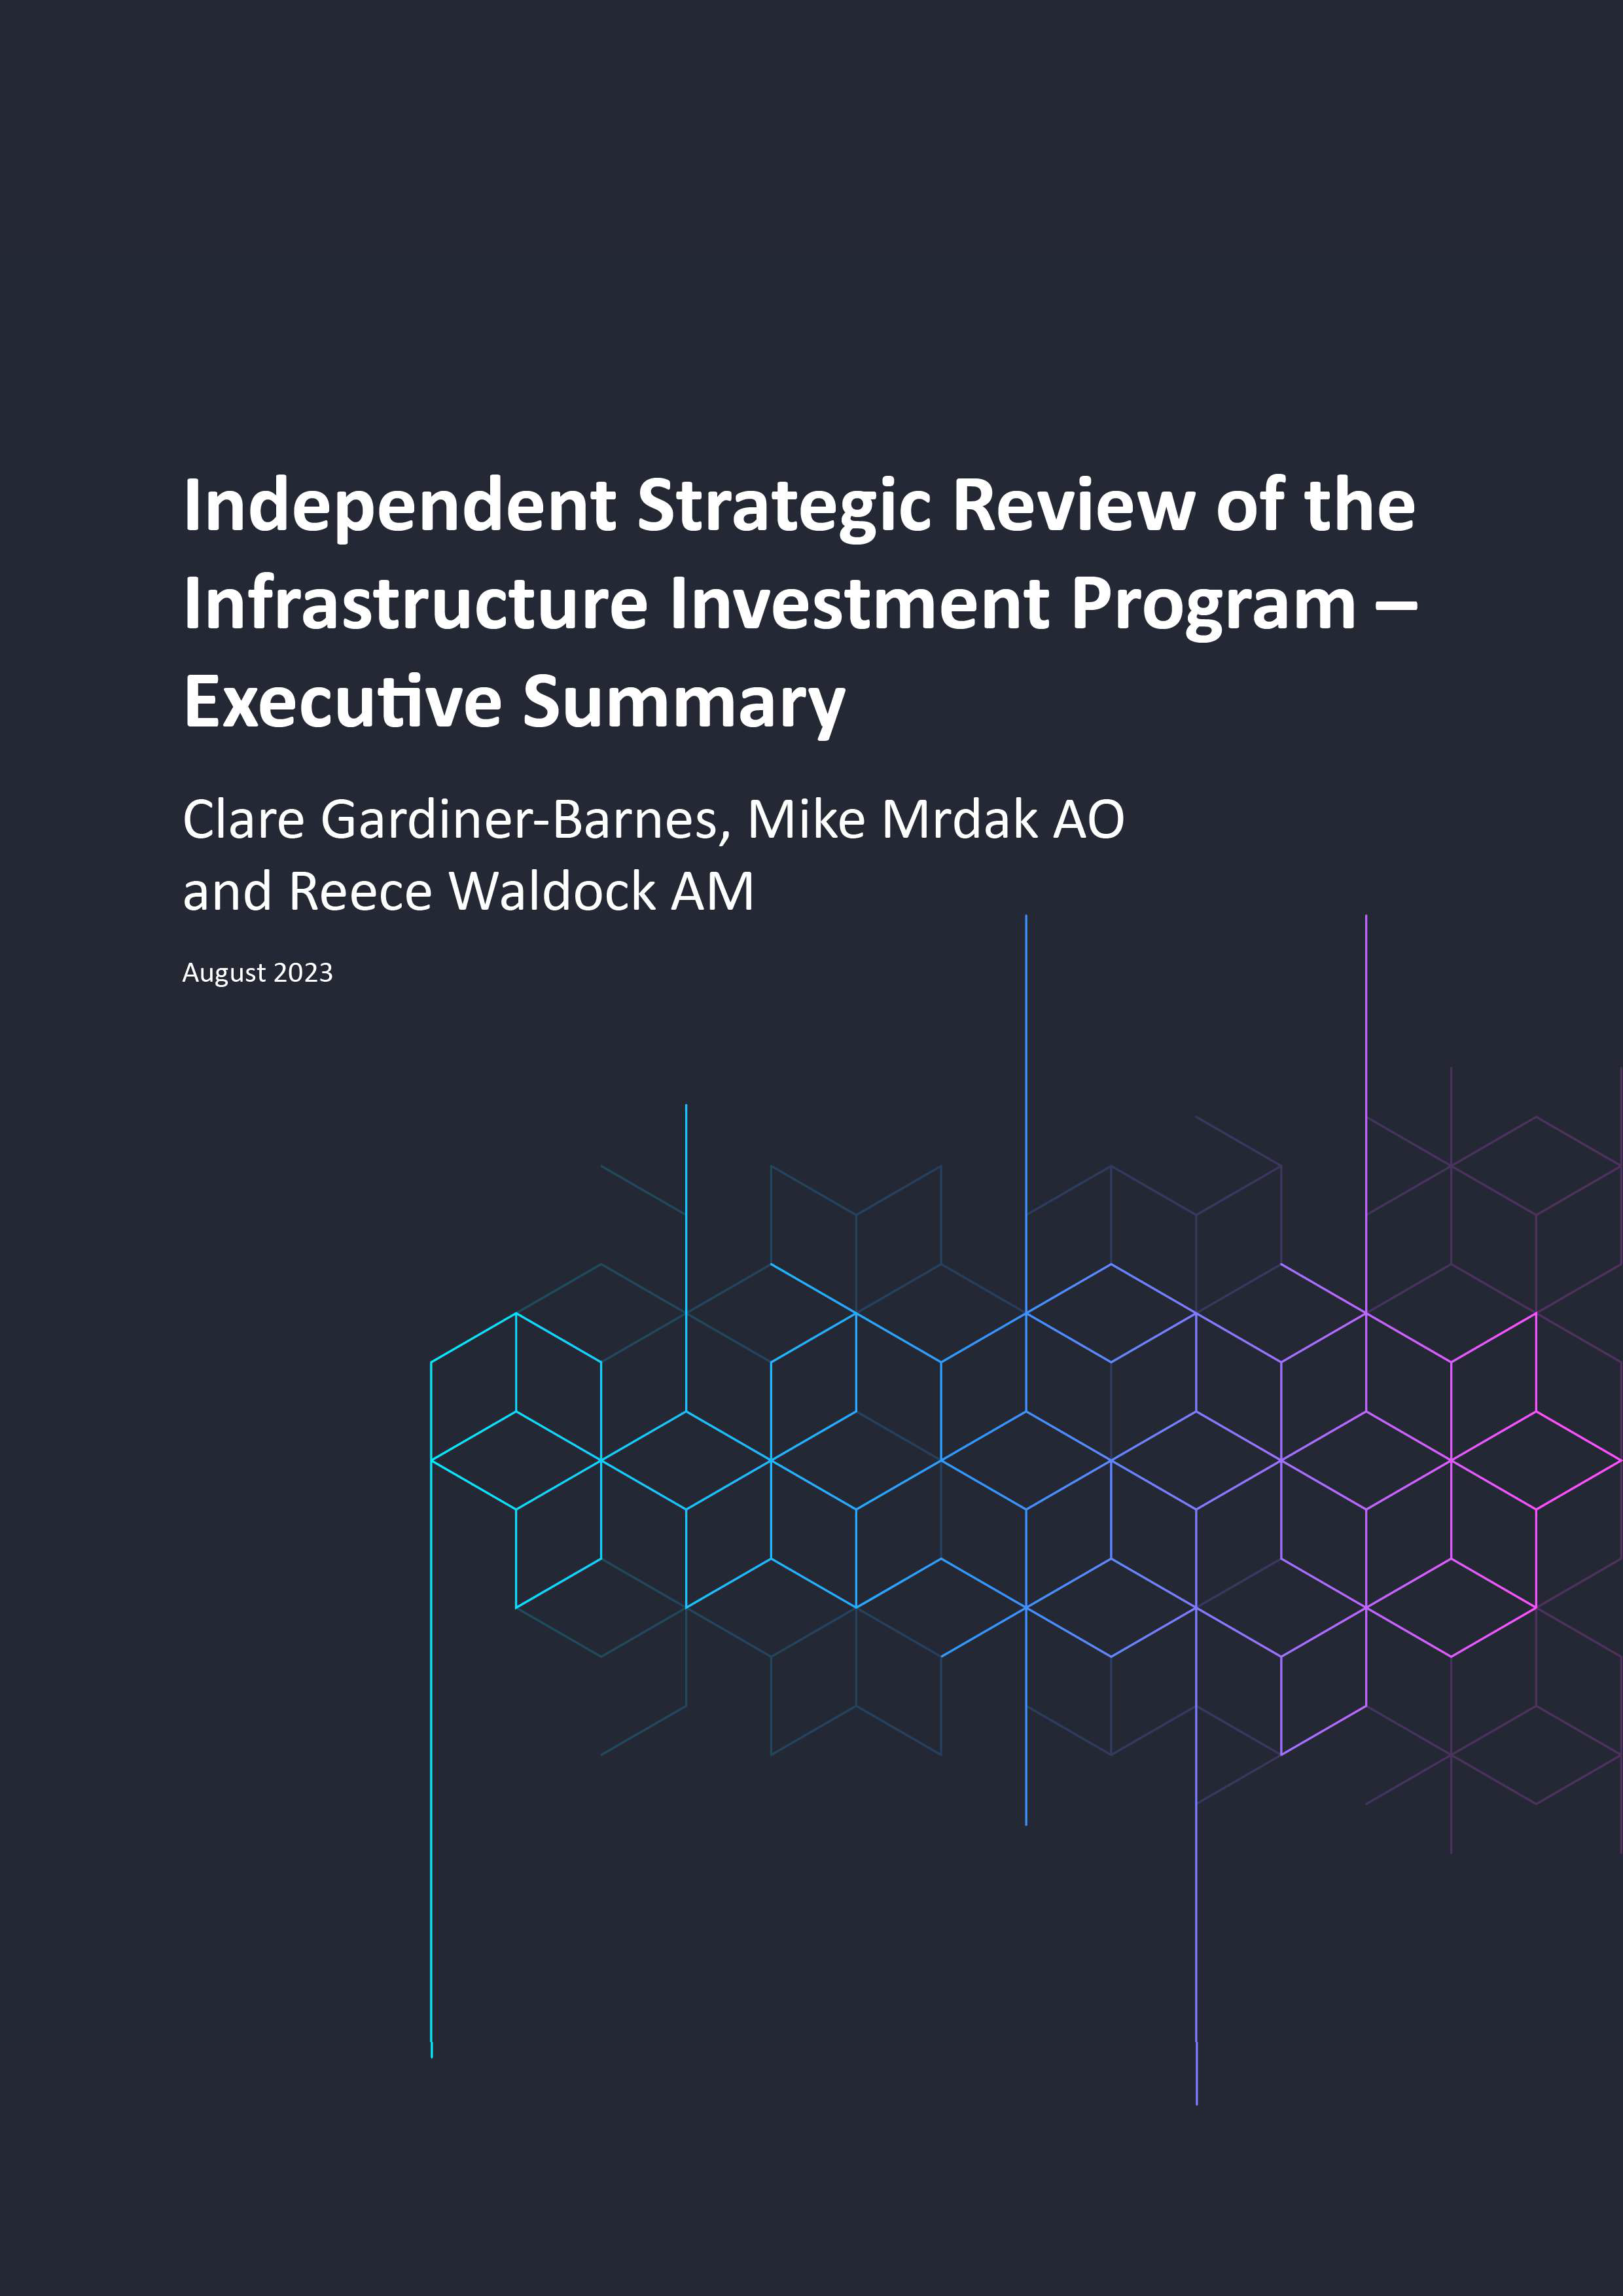 Independent Strategic Review of the
Infrastructure Investment Program –
Executive Summary
Clare Gardiner-Barnes, Mike Mrdak AO
and Reece Waldock AM
August 2023